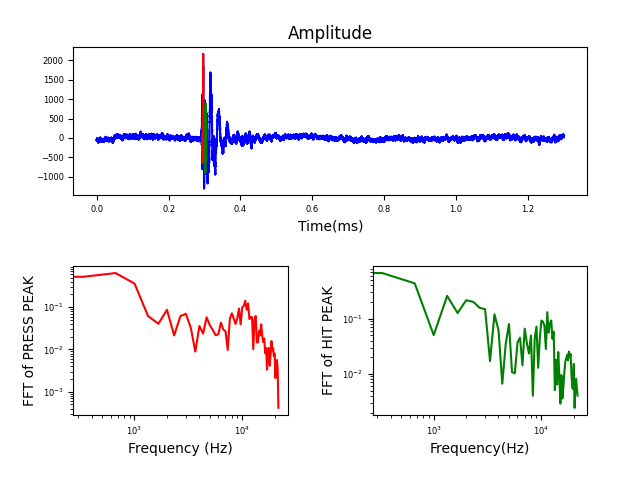 Amplitude
2000
1500
1000
500
0
−500
−1000
0.0 0.2 0.4 0.6 0.8 1.0 1.2
Time(ms)
FFT of PRESS PEAK
10⁻¹
10⁻²
10⁻³
10³ 10⁴
Frequency (Hz)
FFT of HIT PEAK
10⁻¹
10⁻²
10³ 10⁴
Frequency(Hz)